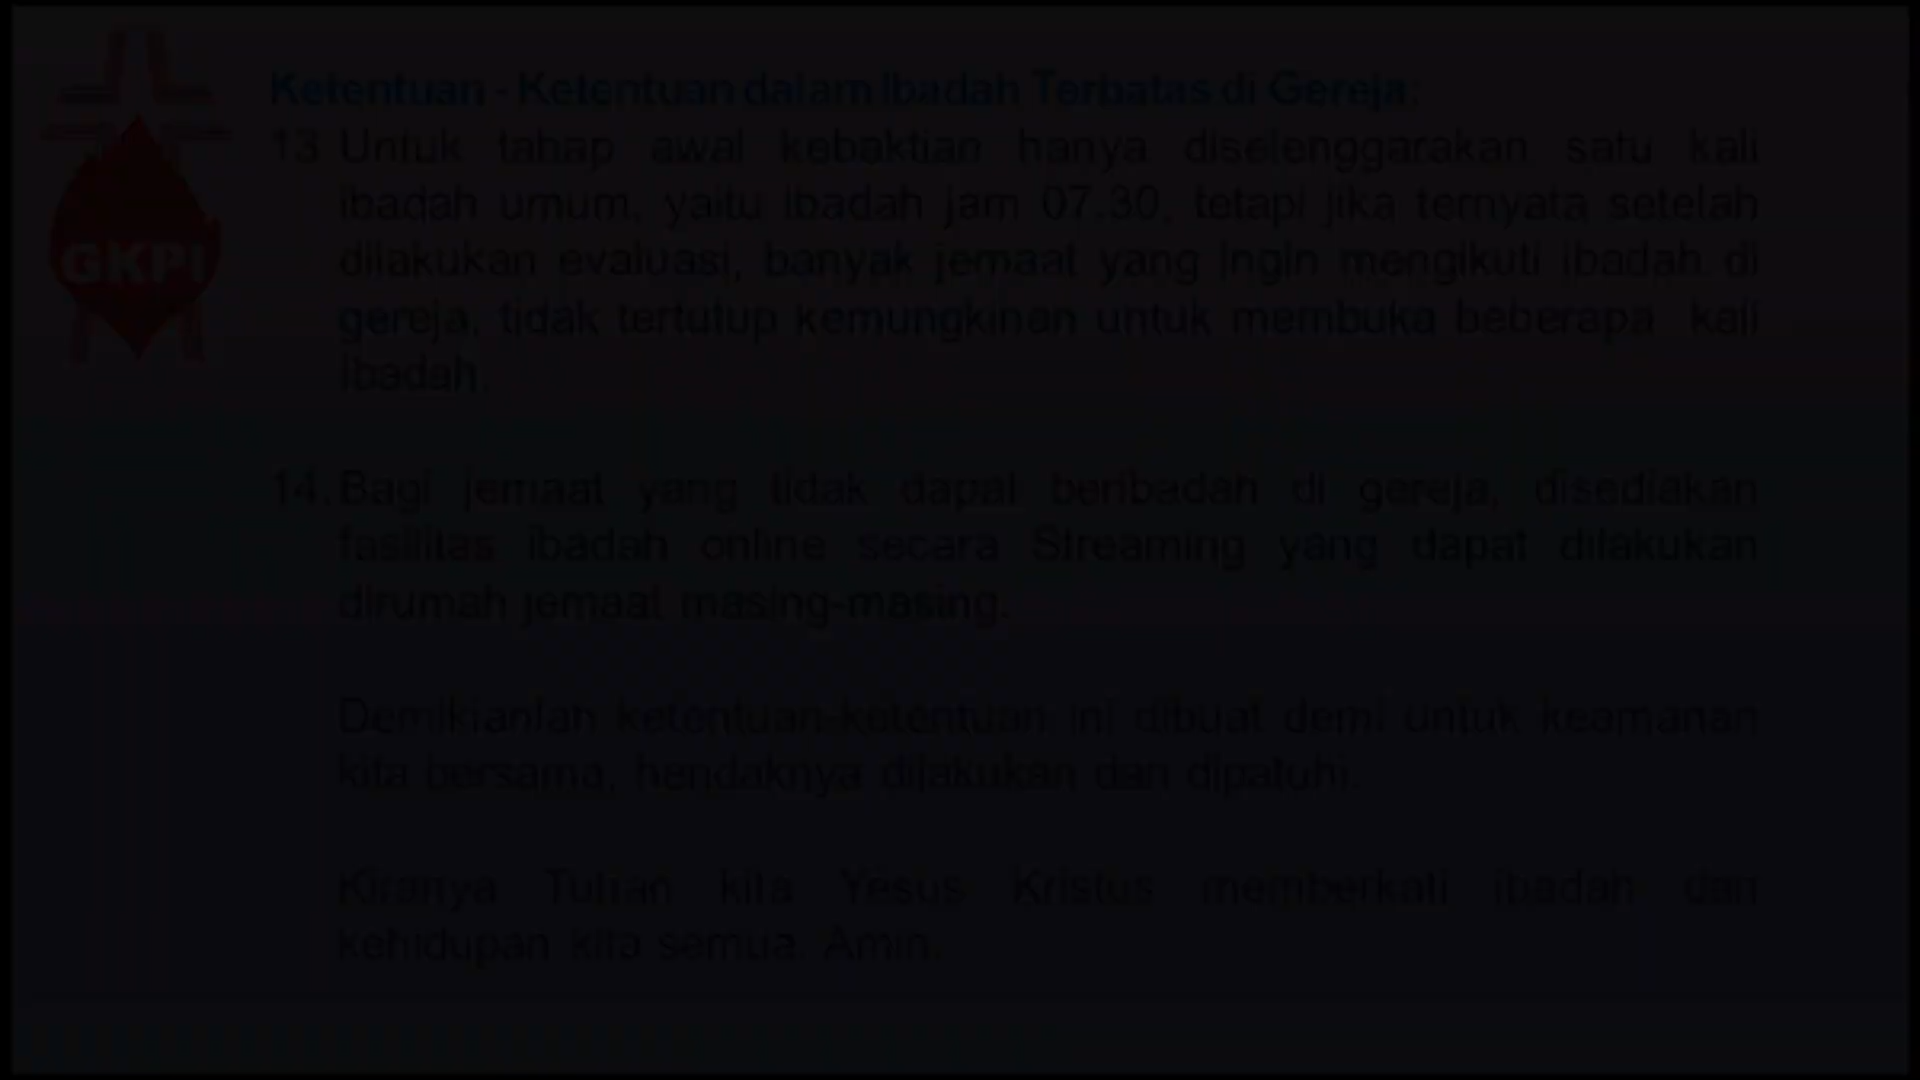 GKPI
Ketentuan - Ketentuan dalam Ibadah Terbatas di Gereja:
13 Untuk tahap awal kebaktian hanya diselenggarakan satu kali
ibadah umum, yaitu ibadah jam 07.30, tetapi jika ternyata setelah
dilakukan evaluasi, banyak jemaat yang ingin mengikuti ibadah di
gereja, tidak tertutup kemungkinan untuk membuka beberapa kali
ibadah.
14. Bagi jemaat yang tidak dapat beribadah di gereja, disediakan
fasilitas ibadah online secara Streaming yang dapat dilakukan
dirumah jemaat masing-masing.
Demikianlah ketentuan-ketentuan ini dibuat demi untuk keamanan
kita bersama, hendaknya dilakukan dan dipatuhi.
Kiranya Tuhan kita Yesus Kristus memberkati ibadah dan
kehidupan kita semua. Amin.